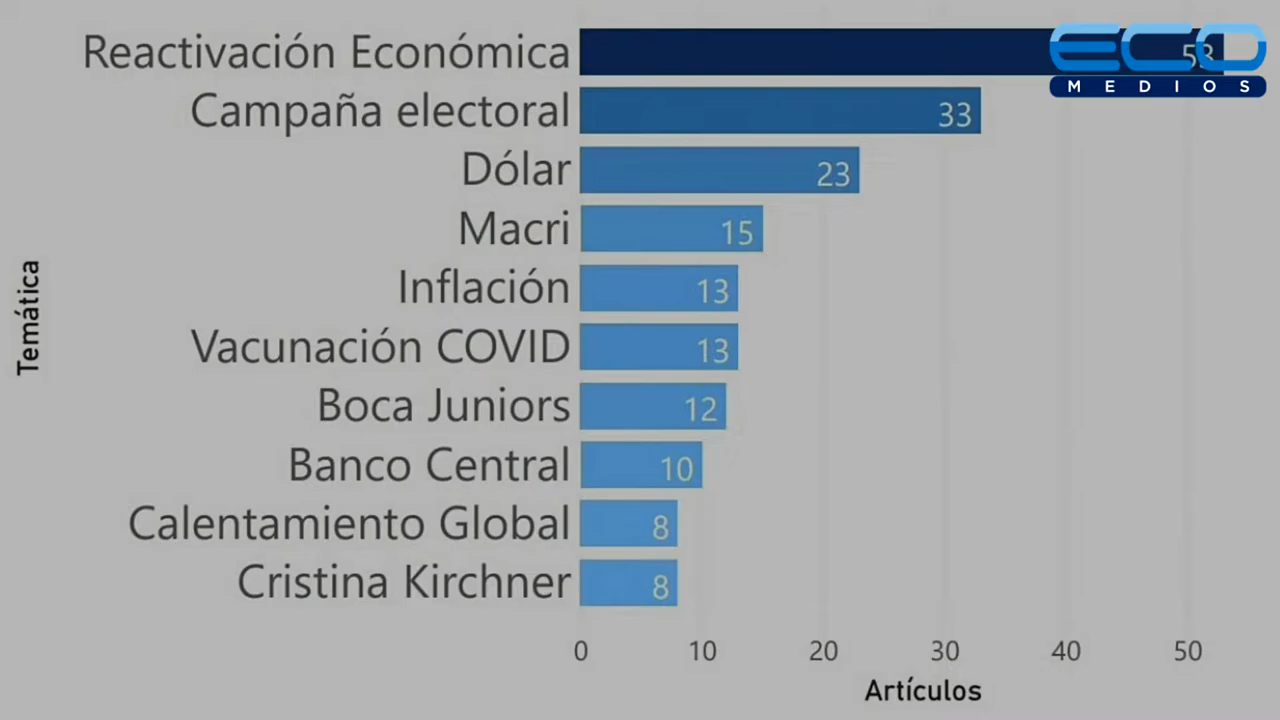 ECO
MEDIOS
Reactivación Económica 53
Campaña electoral 33
Dólar 23
Macri 15
Inflación 13
Vacunación COVID 13
Boca Juniors 12
Banco Central 10
Calentamiento Global 8
Cristina Kirchner 8
Temática
0 10 20 30 40 50
Artículos